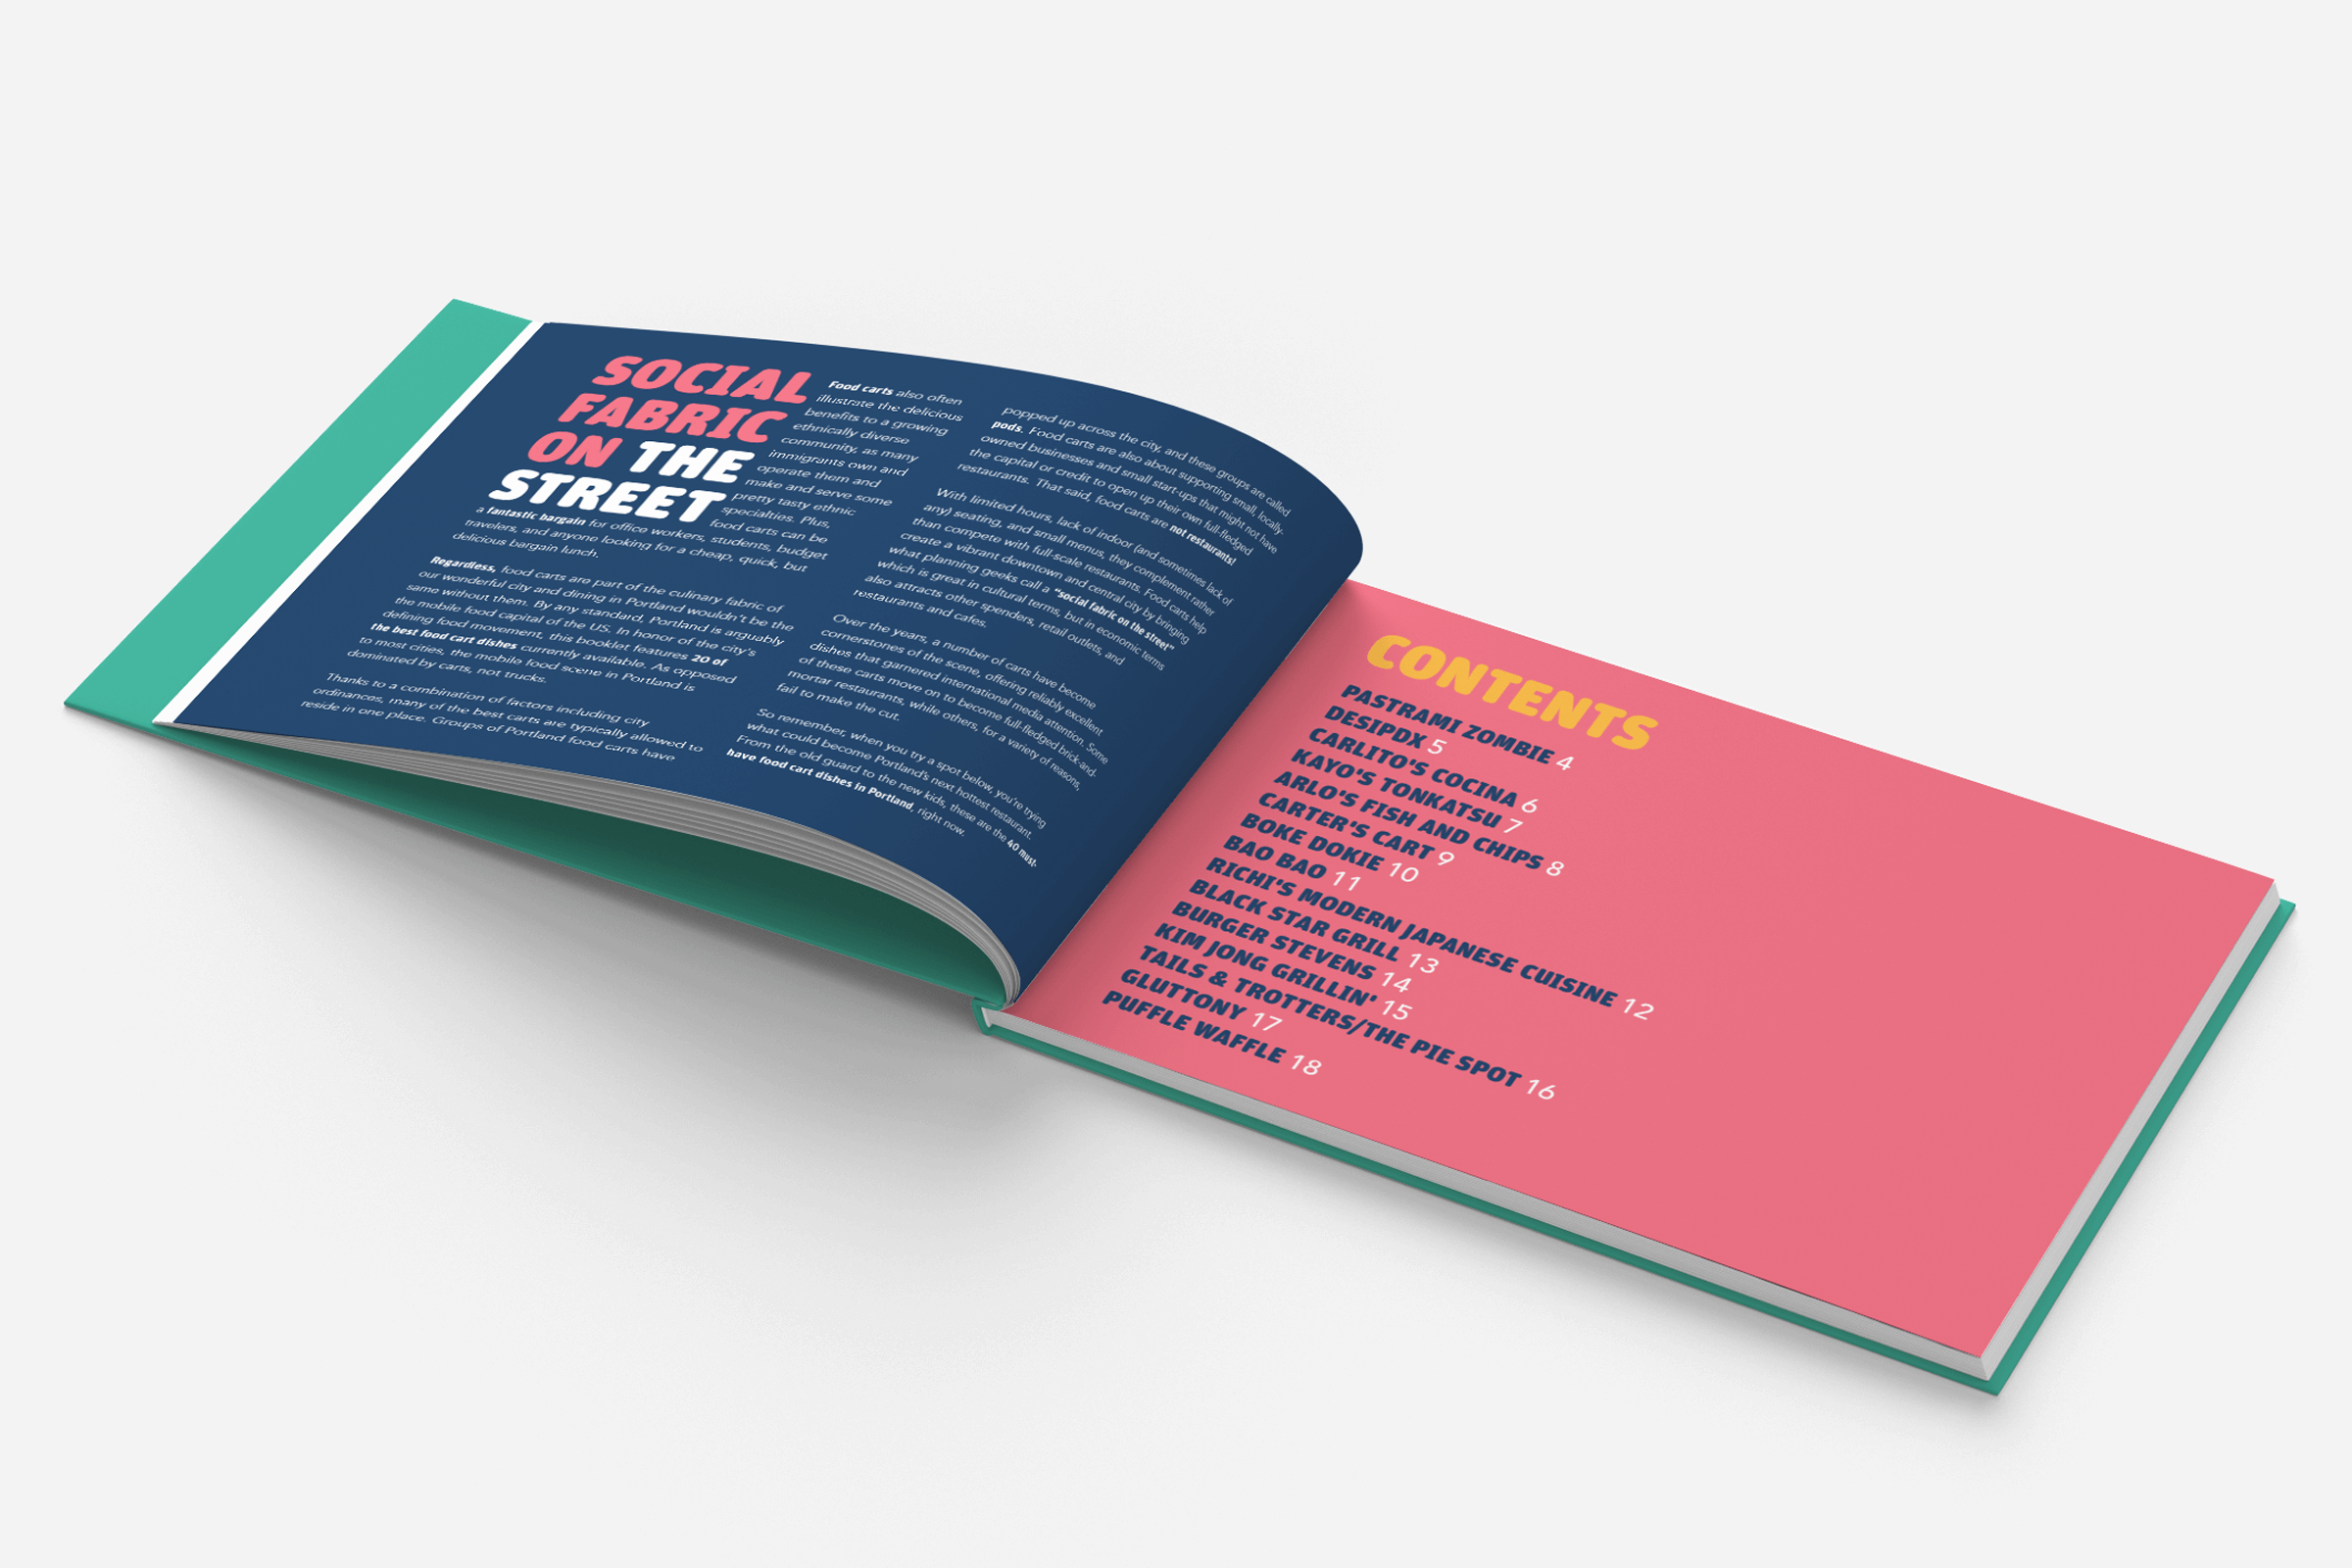 SOCIAL
FABRIC
ON THE
STREET
Food carts also often
illustrate the delicious
benefits to a growing
ethnically diverse
community, as many
immigrants own and
operate them and
make and serve some
pretty tasty ethnic
specialties. Plus,
food carts can be
a fantastic bargain for office workers, students, budget
travelers, and anyone looking for a cheap, quick, but
delicious bargain lunch.
Regardless, food carts are part of the culinary fabric of
our wonderful city and dining in Portland wouldn't be the
same without them. By any standard, Portland is arguably
the mobile food capital of the US. In honor of the city's
defining food movement, this booklet features 20 of
the best food cart dishes currently available. As opposed
to most cities, the mobile food scene in Portland is
dominated by carts, not trucks.
Thanks to a combination of factors including city
ordinances, many of the best carts are typically allowed to
reside in one place. Groups of Portland food carts have
popped up across the city, and these groups are called
pods. Food carts are also about supporting small, locally-
owned businesses and small start-ups that might not have
the capital or credit to open up their own full-fledged
restaurants. That said, food carts are not restaurants!
With limited hours, lack of indoor (and sometimes lack of
any) seating, and small menus, they complement rather
than compete with full-scale restaurants. Food carts help
create a vibrant downtown and central city by bringing
what planning geeks call a "social fabric on the street"
which is great in cultural terms, but in economic terms
also attracts other spenders, retail outlets, and
restaurants and cafes.
Over the years, a number of carts have become
cornerstones of the scene, offering reliably excellent
dishes that garnered international media attention. Some
of these carts move on to become full-fledged brick-and-
mortar restaurants, while others, for a variety of reasons,
fail to make the cut.
So remember, when you try a spot below, you're trying
what could become Portland's next hottest restaurant.
From the old guard to the new kids, these are the 40 must-
have food cart dishes in Portland, right now.
CONTENTS
PASTRAMI ZOMBIE 4
DESIPDX 5
CARLITO'S COCINA 6
KAYO'S TONKATSU 7
ARLO'S FISH AND CHIPS 8
CARTER'S CART 9
BOKE DOKIE 10
BAO BAO 11
RICHI'S MODERN JAPANESE CUISINE 12
BLACK STAR GRILL 13
BURGER STEVENS 14
KIM JONG GRILLIN' 15
TAILS & TROTTERS/THE PIE SPOT 16
GLUTTONY 17
PUFFLE WAFFLE 18